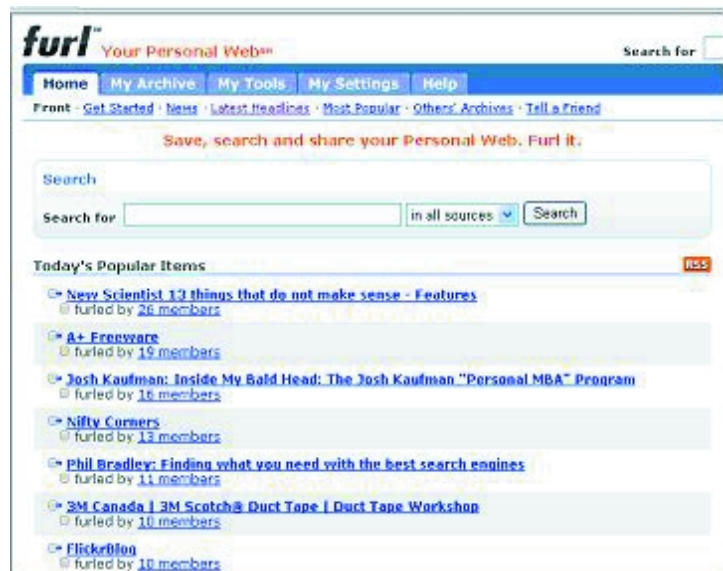 furl™ Your Personal Web℠
Search for
Home My Archive My Tools My Settings Help
Front · Get Started · News · Latest Headlines · Most Popular · Others' Archives · Tell a Friend
Save, search and share your Personal Web. Furl it.
Search
Search for in all sources Search
Today's Popular Items RSS
New Scientist 13 things that do not make sense - Features
furled by 26 members
A+ Freeware
furled by 19 members
Josh Kaufman: Inside My Bald Head: The Josh Kaufman "Personal MBA" Program
furled by 16 members
Nifty Corners
furled by 13 members
Phil Bradley: Finding what you need with the best search engines
furled by 11 members
3M Canada | 3M Scotch® Duct Tape | Duct Tape Workshop
furled by 10 members
FlickrBlog
furled by 10 members